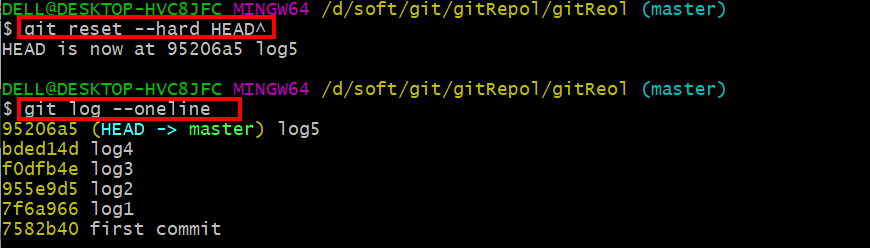 DELL@DESKTOP-HVC8JFC MINGW64 /d/soft/git/gitRepol/gitReol (master)
$ git reset --hard HEAD^
HEAD is now at 95206a5 log5
DELL@DESKTOP-HVC8JFC MINGW64 /d/soft/git/gitRepol/gitReol (master)
$ git log --oneline
95206a5 (HEAD -> master) log5
bded14d log4
f0dfb4e log3
955e9d5 log2
7f6a966 log1
7582b40 first commit